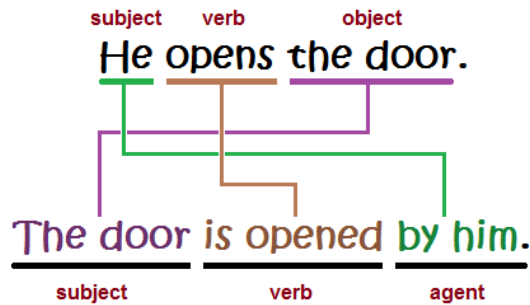 subject verb object
He opens the door.
The door is opened by him.
subject verb agent